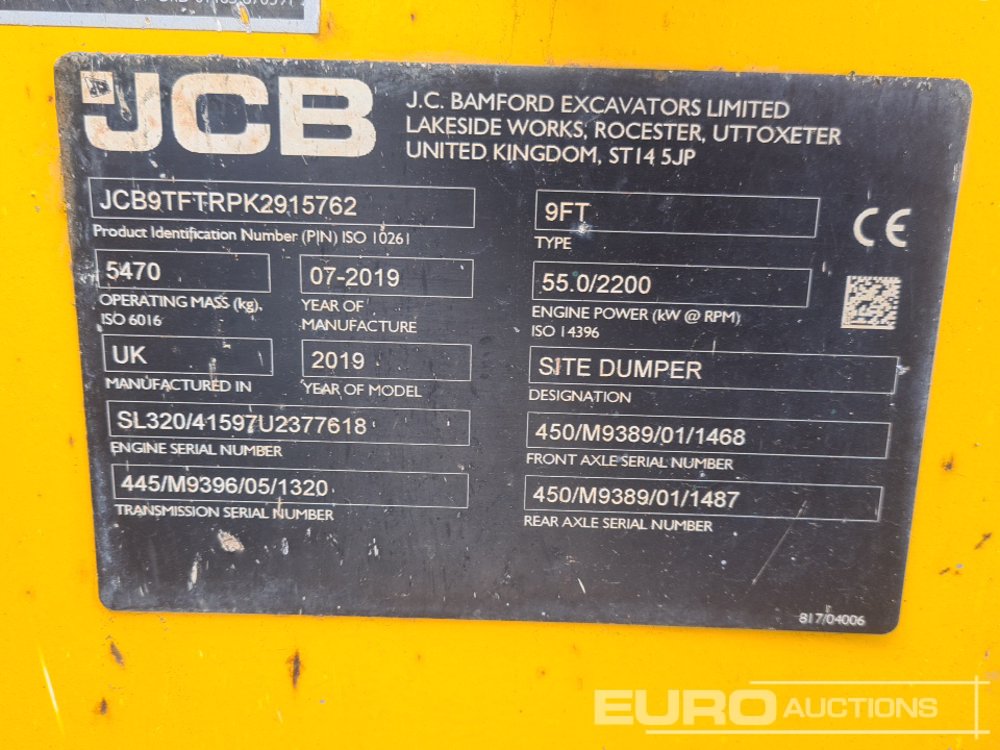 JCB
J.C. BAMFORD EXCAVATORS LIMITED
LAKESIDE WORKS, ROCESTER, UTTOXETER
UNITED KINGDOM, ST14 5JP
JCB9TFTRPK2915762
Product Identification Number (PIN) ISO 10261
9FT
TYPE
CE
5470
OPERATING MASS (kg).
ISO 6016
07-2019
YEAR OF
MANUFACTURE
55.0/2200
ENGINE POWER (kW @ RPM)
ISO 14396
UK
MANUFACTURED IN
2019
YEAR OF MODEL
SITE DUMPER
DESIGNATION
SL320/41597U2377618
ENGINE SERIAL NUMBER
450/M9389/01/1468
FRONT AXLE SERIAL NUMBER
445/M9396/05/1320
TRANSMISSION SERIAL NUMBER
450/M9389/01/1487
REAR AXLE SERIAL NUMBER
817/04006
EURO AUCTIONS